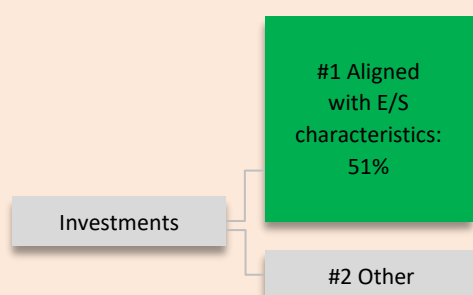 #1 Aligned
with E/S
characteristics:
51%
Investments
#2 Other